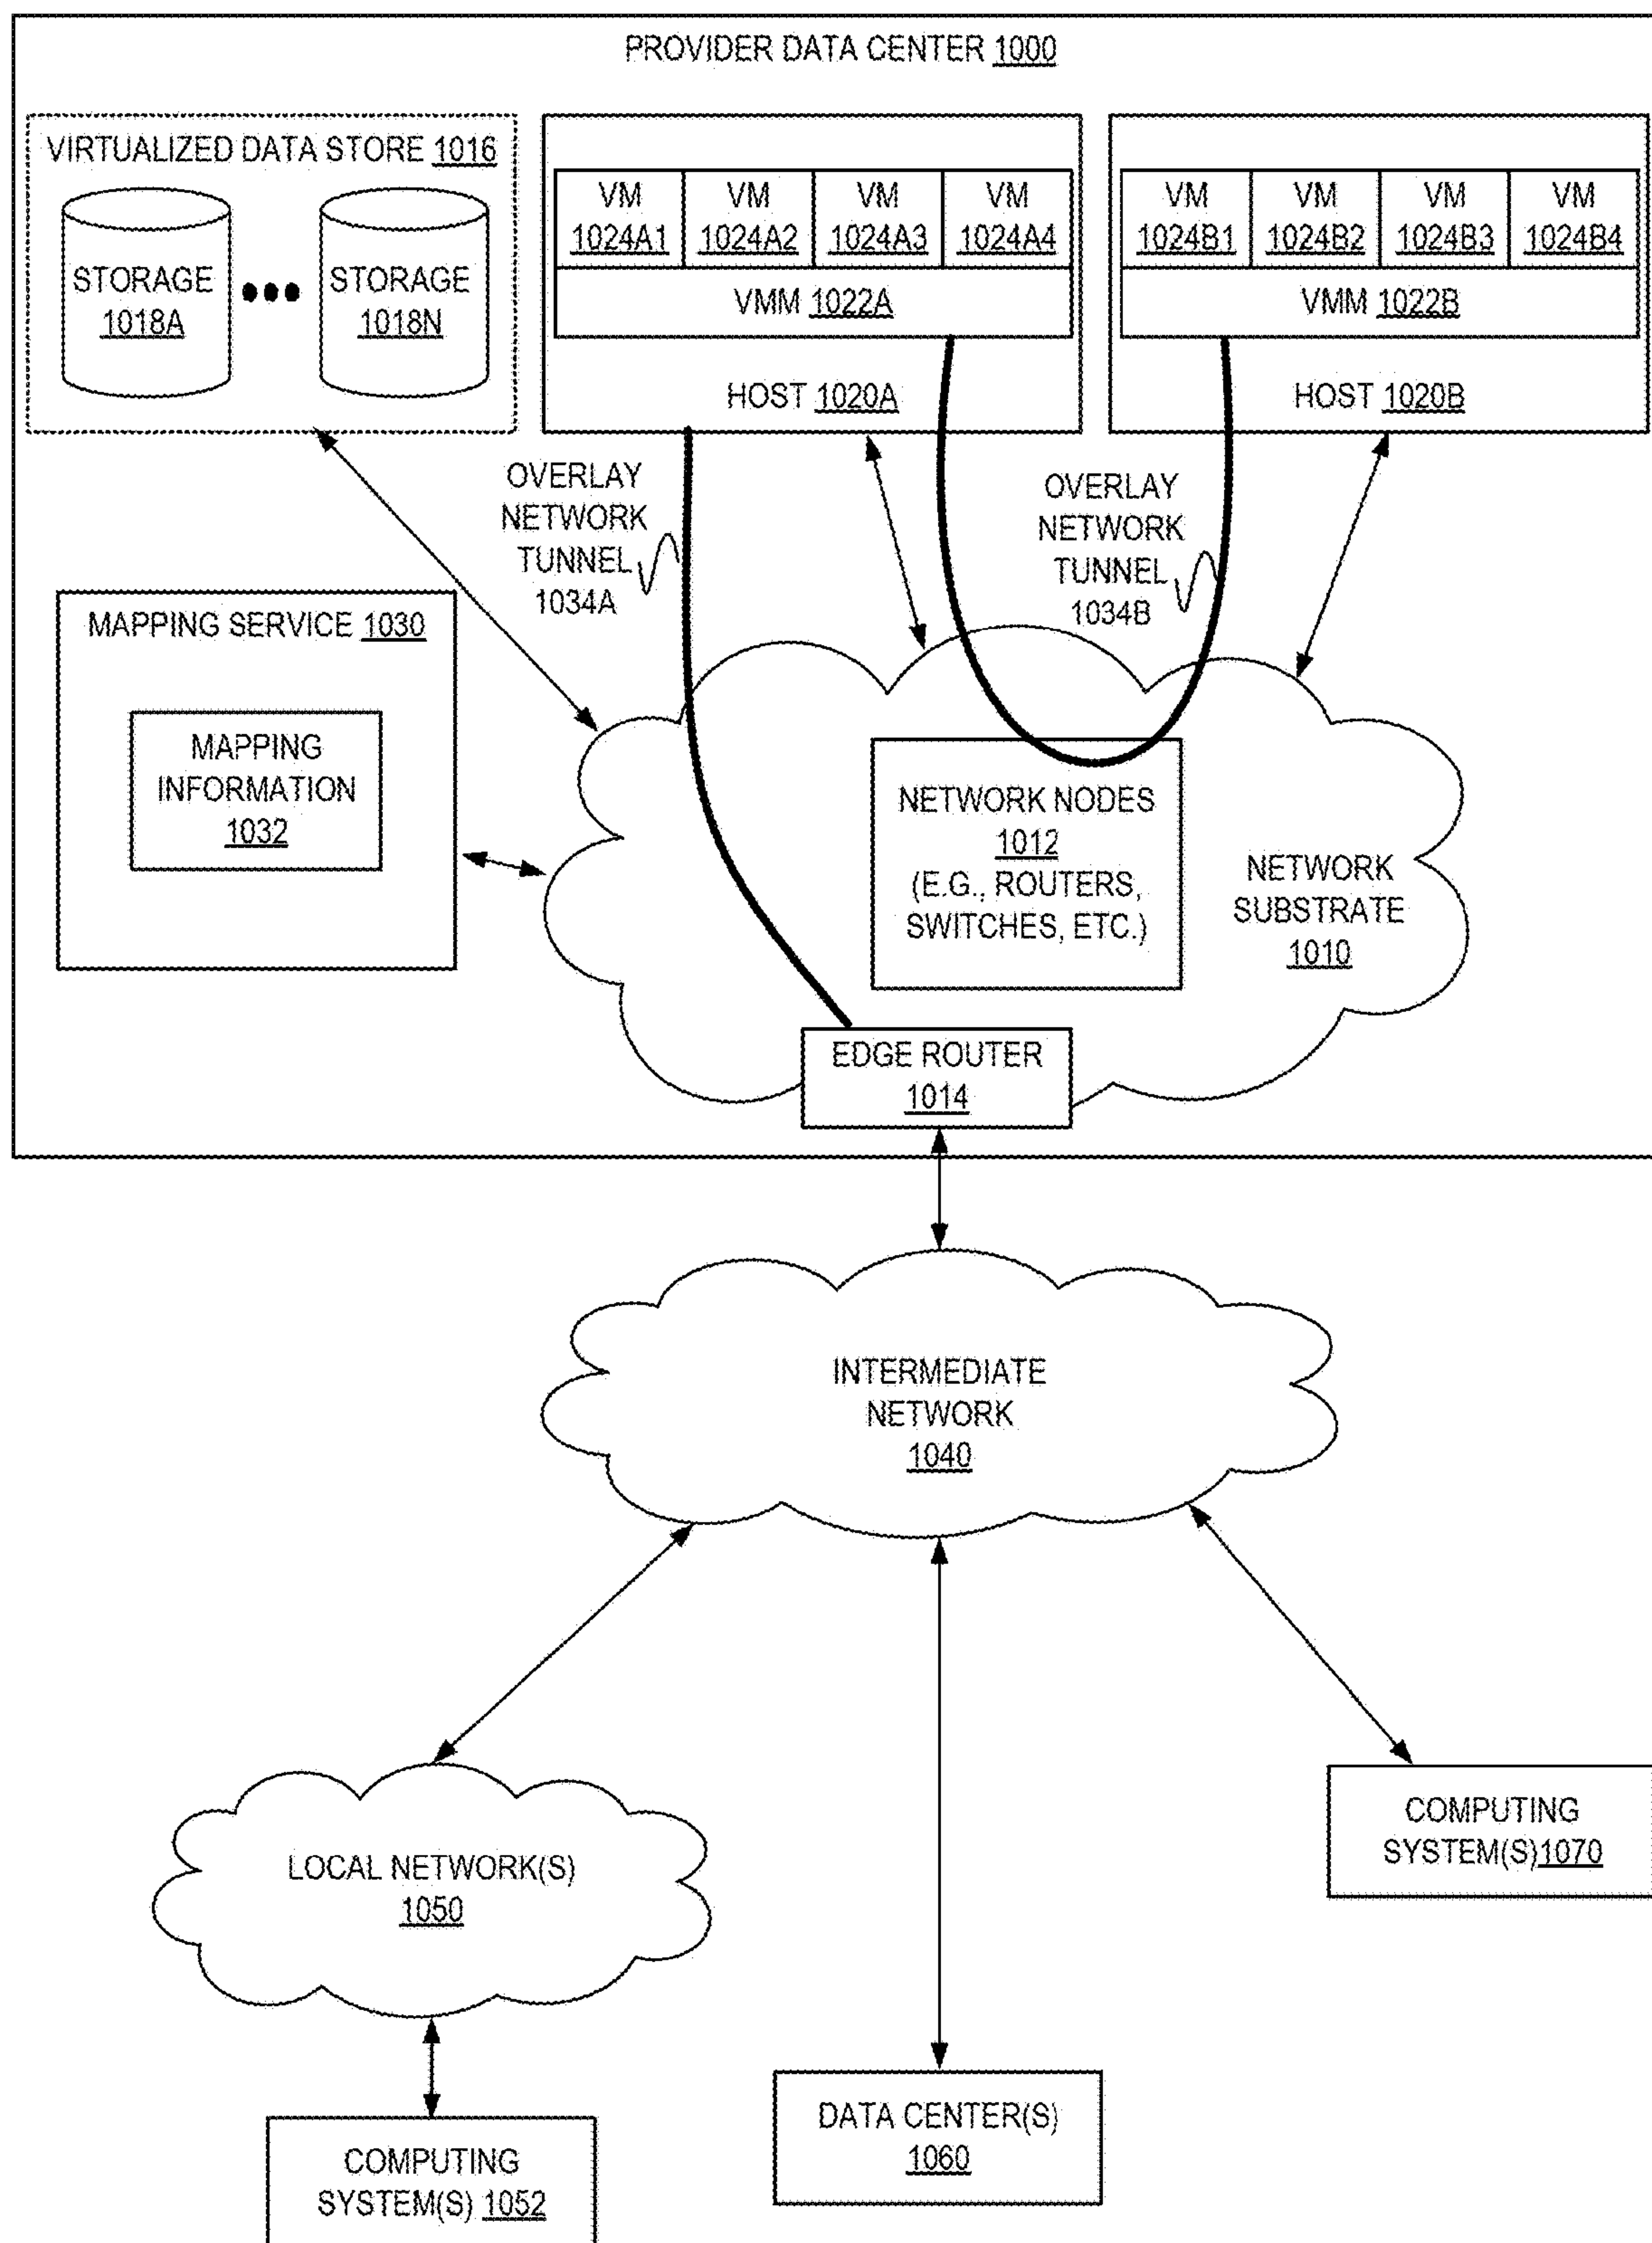 PROVIDER DATA CENTER 1000
VIRTUALIZED DATA STORE 1016
STORAGE
1018A
STORAGE
1018N
VM
1024A1
VM
1024A2
VM
1024A3
VM
1024A4
VMM 1022A
HOST 1020A
VM
1024B1
VM
1024B2
VM
1024B3
VM
1024B4
VMM 1022B
HOST 1020B
OVERLAY
NETWORK
TUNNEL
1034A
OVERLAY
NETWORK
TUNNEL
1034B
MAPPING SERVICE 1030
MAPPING
INFORMATION
1032
NETWORK NODES
1012
(E.G., ROUTERS,
SWITCHES, ETC.)
NETWORK
SUBSTRATE
1010
EDGE ROUTER
1014
INTERMEDIATE
NETWORK
1040
LOCAL NETWORK(S)
1050
COMPUTING
SYSTEM(S)1070
DATA CENTER(S)
1060
COMPUTING
SYSTEM(S) 1052